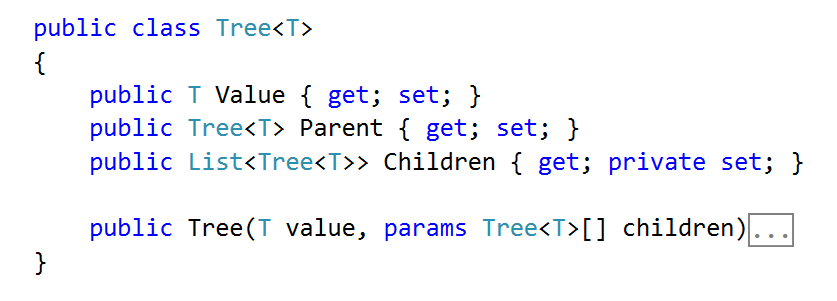 public class Tree<T>
{
public T Value { get; set; }
public Tree<T> Parent { get; set; }
public List<Tree<T>> Children { get; private set; }
public Tree(T value, params Tree<T>[] children)...
}